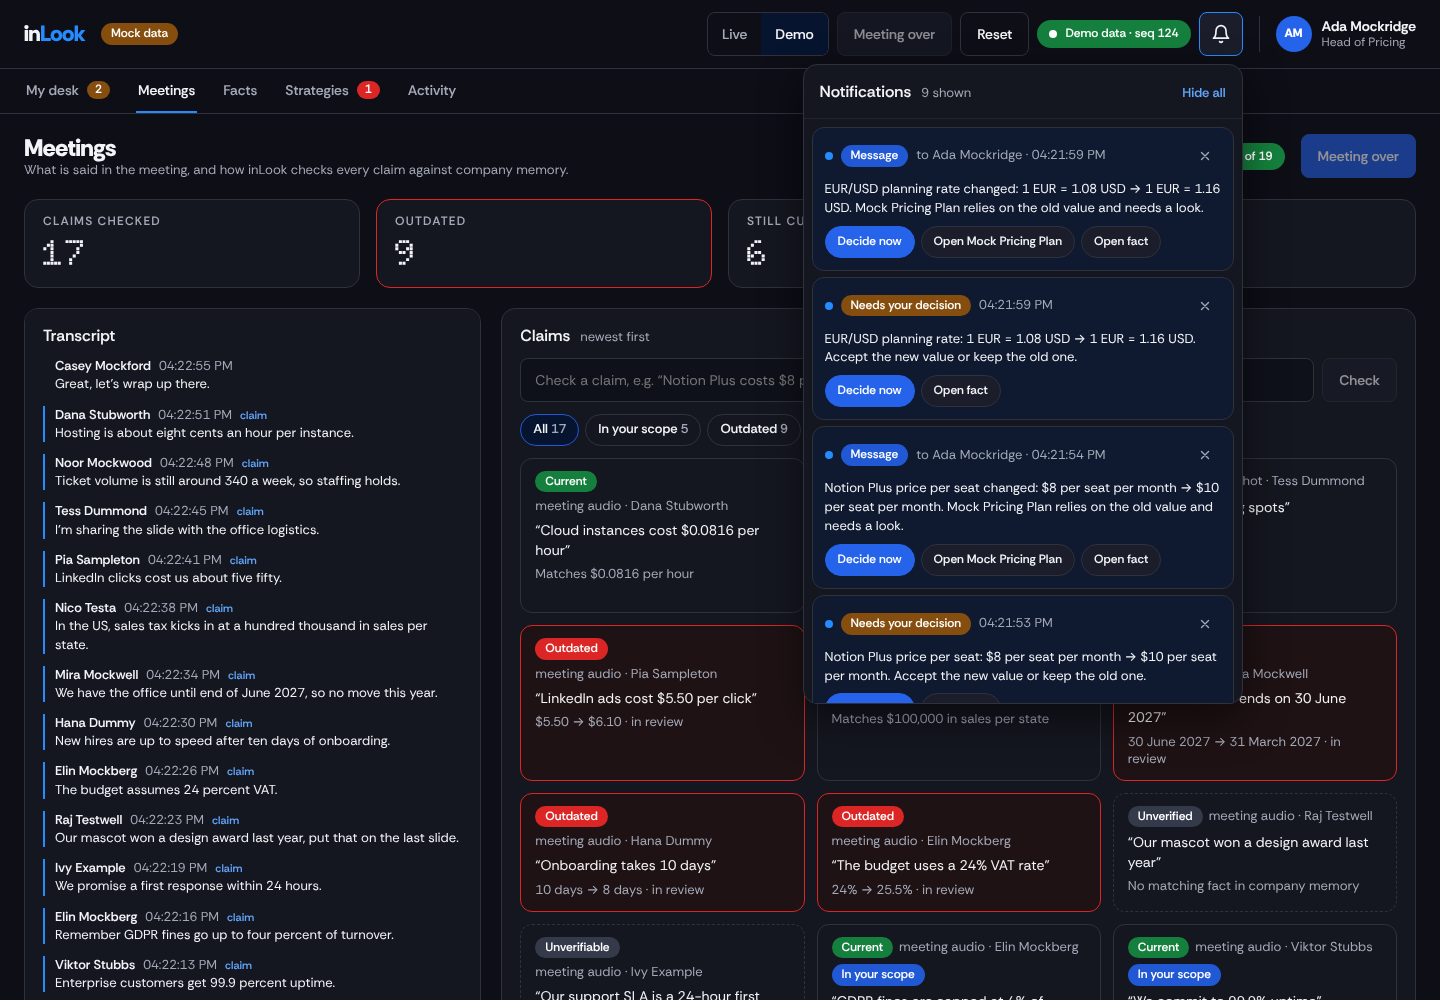 inLook
Mock data
Live
Demo
Meeting over
Reset
Demo data · seq 124
AM
Ada Mockridge
Head of Pricing
My desk 2
Meetings
Facts
Strategies 1
Activity
Notifications 9 shown
Hide all
Message to Ada Mockridge · 04:21:59 PM
EUR/USD planning rate changed: 1 EUR = 1.08 USD → 1 EUR = 1.16
USD. Mock Pricing Plan relies on the old value and needs a look.
Decide now
Open Mock Pricing Plan
Open fact
Needs your decision 04:21:59 PM
EUR/USD planning rate: 1 EUR = 1.08 USD → 1 EUR = 1.16 USD.
Accept the new value or keep the old one.
Decide now
Open fact
Message to Ada Mockridge · 04:21:54 PM
Notion Plus price per seat changed: $8 per seat per month → $10
per seat per month. Mock Pricing Plan relies on the old value and
needs a look.
Decide now
Open Mock Pricing Plan
Open fact
Needs your decision 04:21:53 PM
Notion Plus price per seat: $8 per seat per month → $10 per seat
per month. Accept the new value or keep the old one.
Meetings
What is said in the meeting, and how inLook checks every claim against company memory.
of 19
Meeting over
CLAIMS CHECKED
17
OUTDATED
9
STILL CU
6
Transcript
Casey Mockford 04:22:55 PM
Great, let's wrap up there.
Dana Stubworth 04:22:51 PM claim
Hosting is about eight cents an hour per instance.
Noor Mockwood 04:22:48 PM claim
Ticket volume is still around 340 a week, so staffing holds.
Tess Dummond 04:22:45 PM claim
I'm sharing the slide with the office logistics.
Pia Sampleton 04:22:41 PM claim
LinkedIn clicks cost us about five fifty.
Nico Testa 04:22:38 PM claim
In the US, sales tax kicks in at a hundred thousand in sales per
state.
Mira Mockwell 04:22:34 PM claim
We have the office until end of June 2027, so no move this year.
Hana Dummy 04:22:30 PM claim
New hires are up to speed after ten days of onboarding.
Elin Mockberg 04:22:26 PM claim
The budget assumes 24 percent VAT.
Raj Testwell 04:22:23 PM claim
Our mascot won a design award last year, put that on the last slide.
Ivy Example 04:22:19 PM claim
We promise a first response within 24 hours.
Elin Mockberg 04:22:16 PM claim
Remember GDPR fines go up to four percent of turnover.
Viktor Stubbs 04:22:13 PM claim
Enterprise customers get 99.9 percent uptime.
Claims newest first
Check a claim, e.g. “Notion Plus costs $8 p
Check
All 17
In your scope 5
Outdated 9
Current
meeting audio · Dana Stubworth
“Cloud instances cost $0.0816 per
hour”
Matches $0.0816 per hour
hot · Tess Dummond
g spots”
Outdated
meeting audio · Pia Sampleton
“LinkedIn ads cost $5.50 per click”
$5.50 → $6.10 · in review
Matches $100,000 in sales per state
a Mockwell
ends on 30 June
2027”
30 June 2027 → 31 March 2027 · in
review
Outdated
meeting audio · Hana Dummy
“Onboarding takes 10 days”
10 days → 8 days · in review
Outdated
meeting audio · Elin Mockberg
“The budget uses a 24% VAT rate”
24% → 25.5% · in review
Unverified meeting audio · Raj Testwell
“Our mascot won a design award last
year”
No matching fact in company memory
Unverifiable
meeting audio · Ivy Example
“Our support SLA is a 24-hour first
Current meeting audio · Elin Mockberg
In your scope
“GDPR fines are capped at 4% of
Current meeting audio · Viktor Stubbs
In your scope
“We commit to 99.9% uptime”